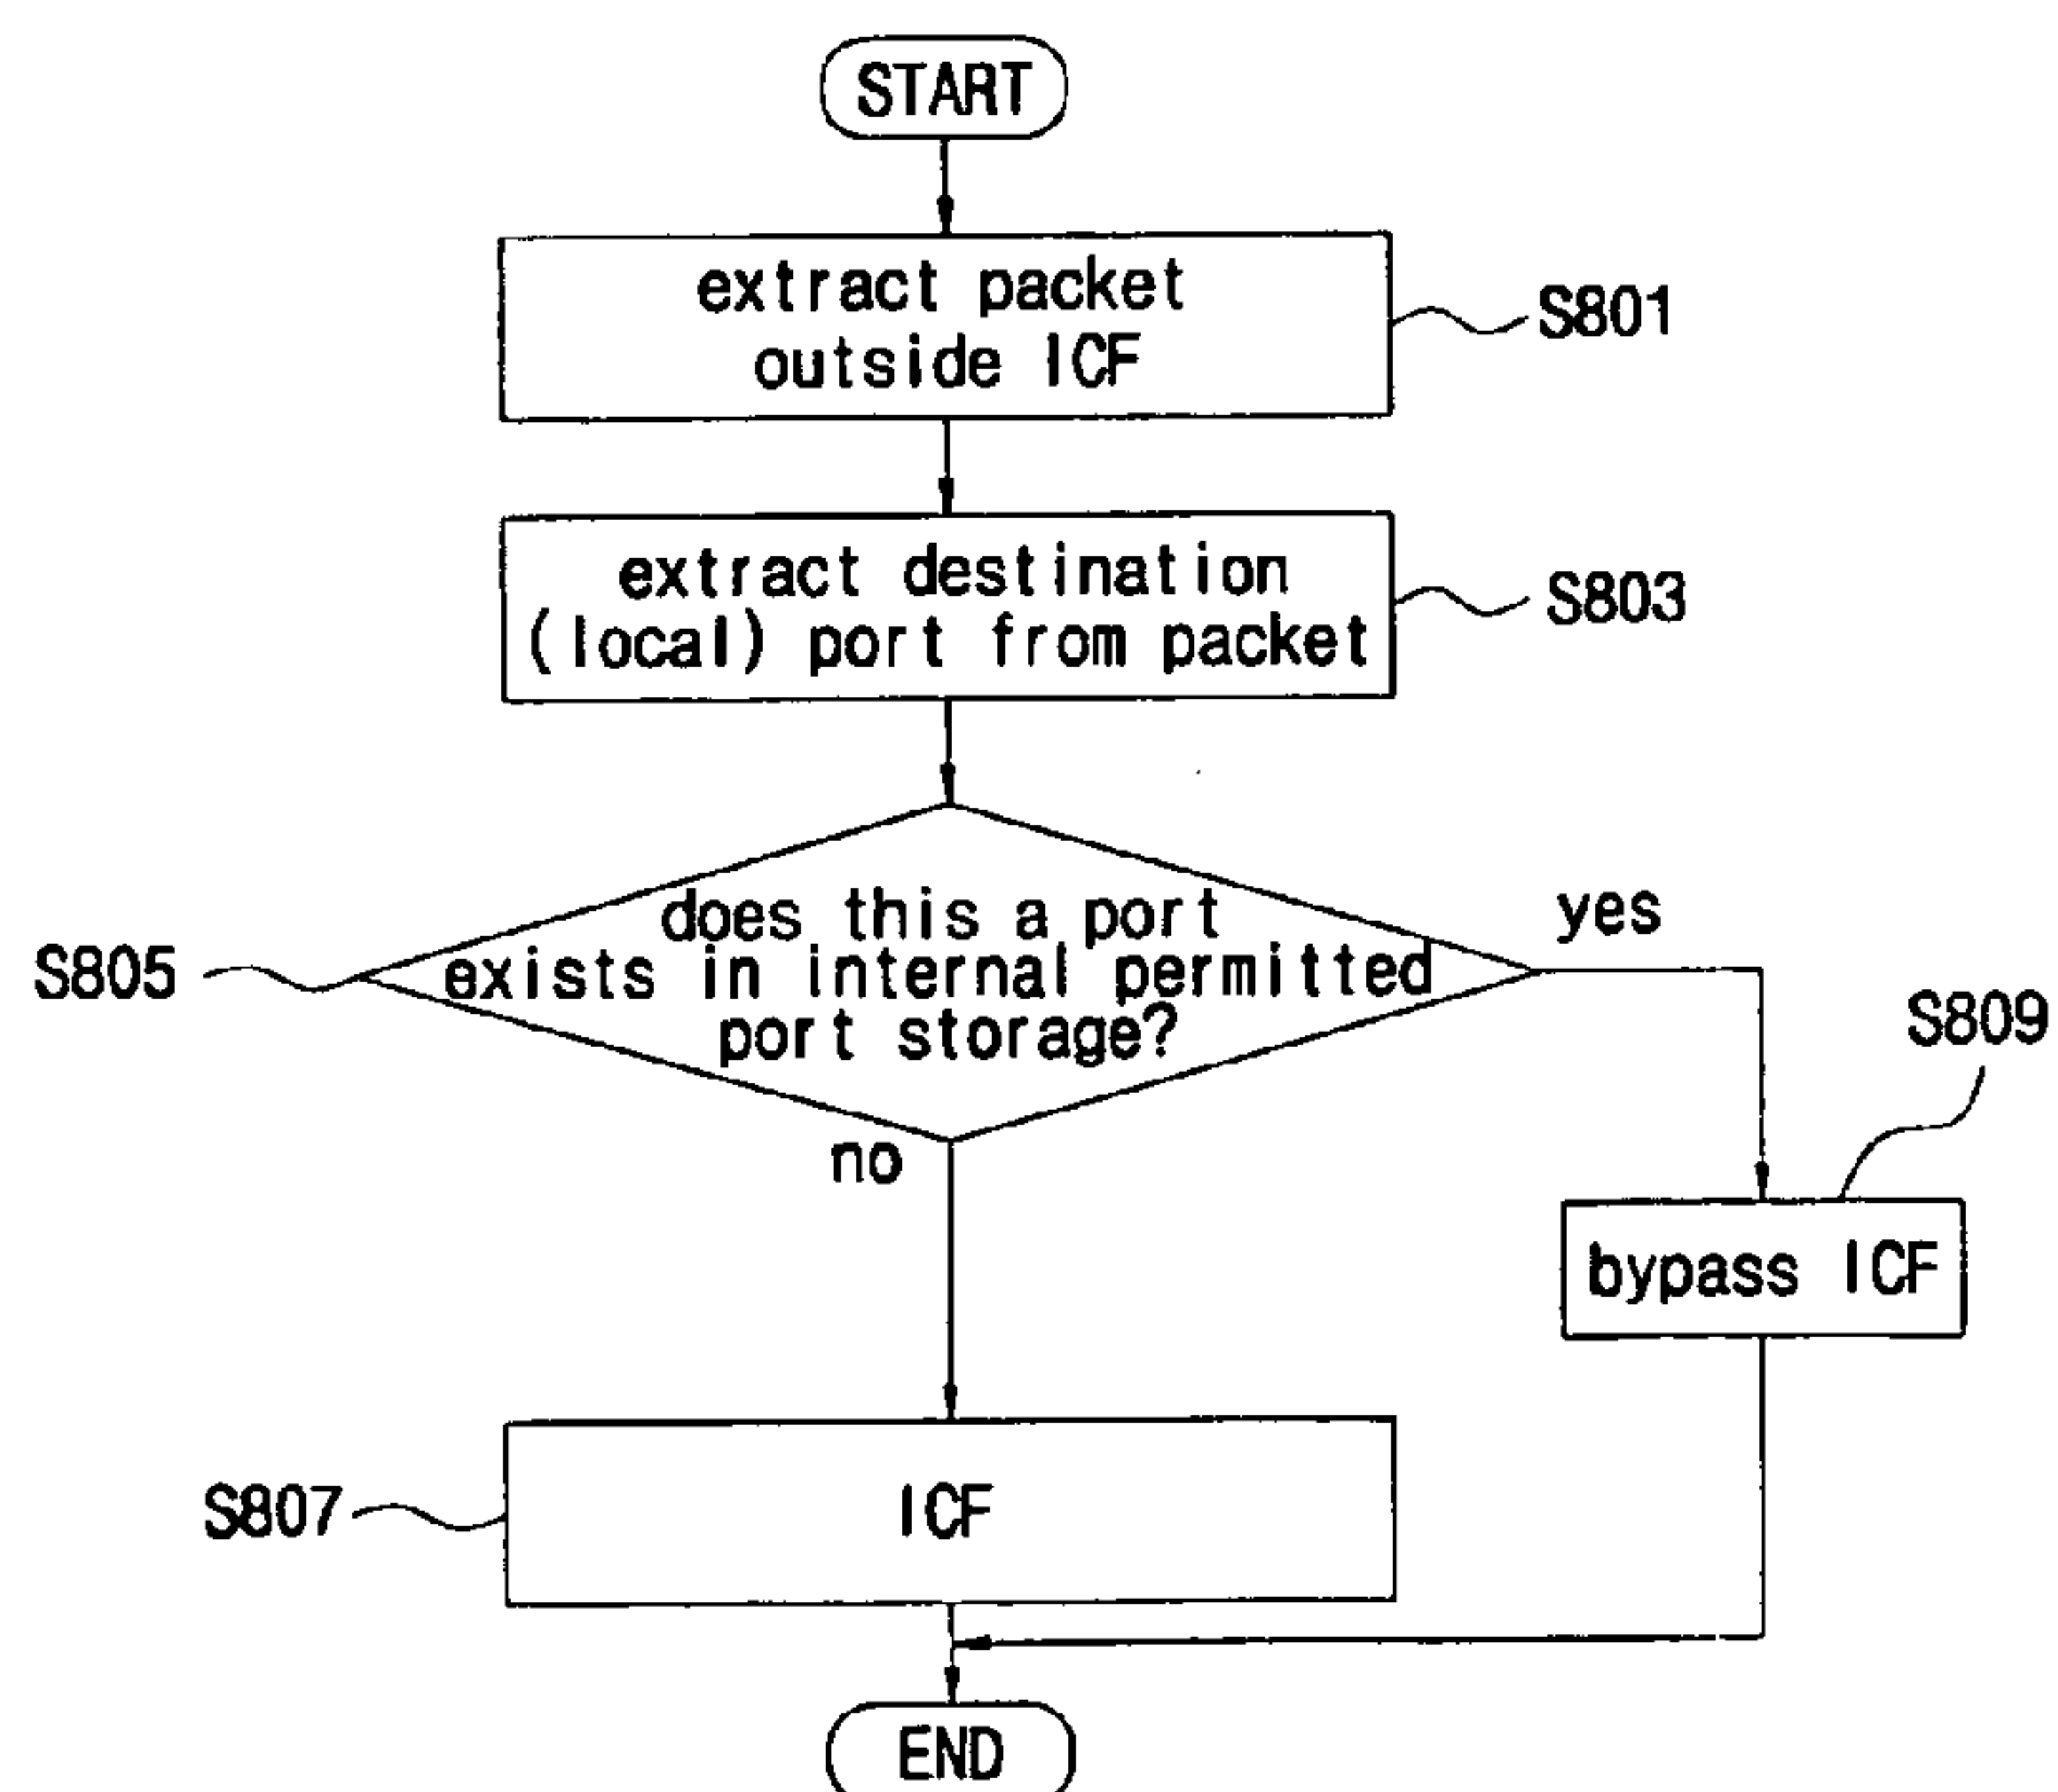 START
extract packet
outside ICF
S801
extract destination
(local) port from packet
S803
does this a port
exists in internal permitted
port storage?
S805
yes
S809
no
bypass ICF
ICF
S807
END